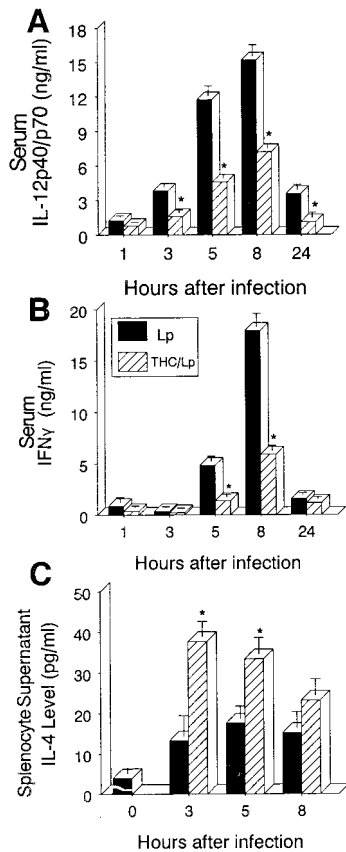 A
Serum
IL-12p40/p70 (ng/ml)
18
15
12
9
6
3
0
*
*
*
*
1 3 5 8 24
Hours after infection
B
Serum
IFNγ (ng/ml)
20
15
10
5
0
Lp
THC/Lp
*
*
1 3 5 8 24
Hours after infection
C
Splenocyte Supernatant
IL-4 Level (pg/ml)
50
40
30
20
10
0
*
*
0 3 5 8
Hours after infection